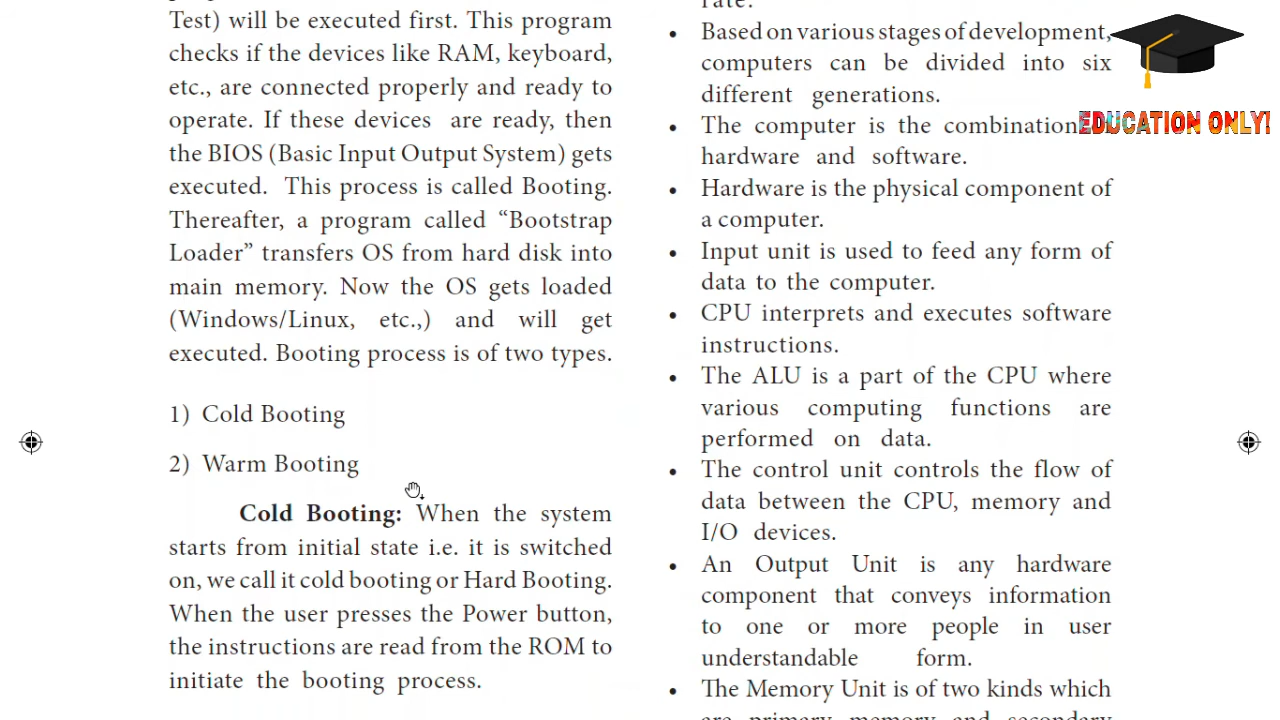 Test) will be executed first. This program
checks if the devices like RAM, keyboard,
etc., are connected properly and ready to
operate. If these devices are ready, then
the BIOS (Basic Input Output System) gets
executed. This process is called Booting.
Thereafter, a program called “Bootstrap
Loader” transfers OS from hard disk into
main memory. Now the OS gets loaded
(Windows/Linux, etc.,) and will get
executed. Booting process is of two types.
1) Cold Booting
2) Warm Booting
Cold Booting: When the system
starts from initial state i.e. it is switched
on, we call it cold booting or Hard Booting.
When the user presses the Power button,
the instructions are read from the ROM to
initiate the booting process.
rate.
• Based on various stages of development,
computers can be divided into six
different generations.
• The computer is the combination
hardware and software.
• Hardware is the physical component of
a computer.
• Input unit is used to feed any form of
data to the computer.
• CPU interprets and executes software
instructions.
• The ALU is a part of the CPU where
various computing functions are
performed on data.
• The control unit controls the flow of
data between the CPU, memory and
I/O devices.
• An Output Unit is any hardware
component that conveys information
to one or more people in user
understandable form.
• The Memory Unit is of two kinds which
are primary memory and secondary
EDUCATION ONLY!